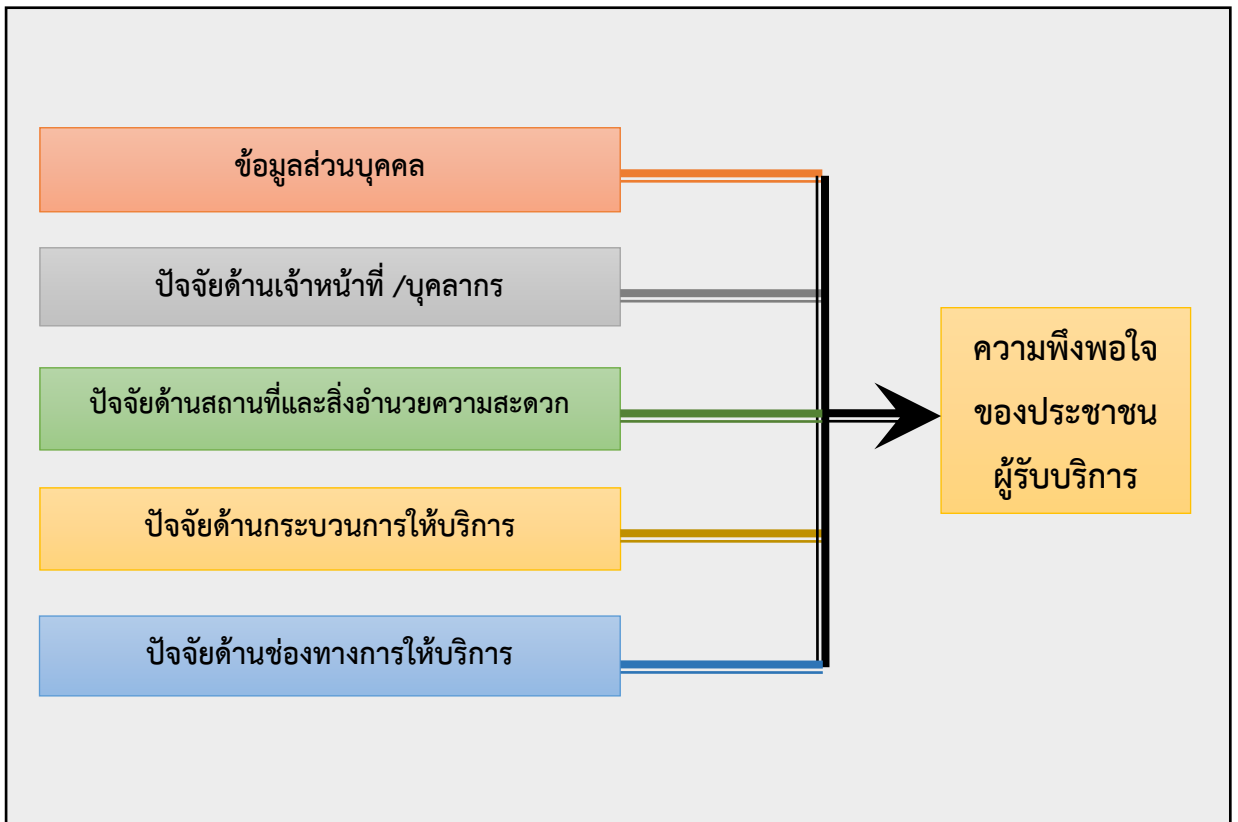 ข้อมูลส่วนบุคคล
ปัจจัยด้านเจ้าหน้าที่ /บุคลากร
ปัจจัยด้านสถานที่และสิ่งอำนวยความสะดวก
ปัจจัยด้านกระบวนการให้บริการ
ปัจจัยด้านช่องทางการให้บริการ
ความพึงพอใจ
ของประชาชน
ผู้รับบริการ